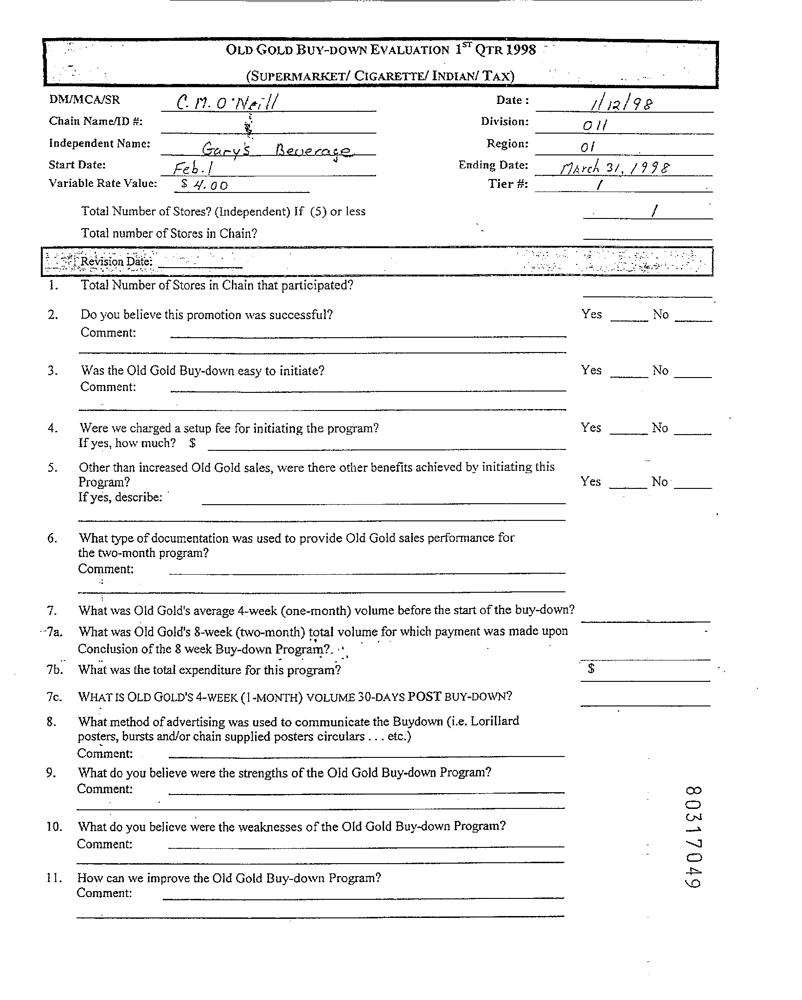 OLD GOLD BUY-DOWN EVALUATION 1ST QTR 1998
(SUPERMARKET/ CIGARETTE/ INDIAN/ TAX)
DM/MCA/SR C. M. O'Neill Date : 1/12/98
Chain Name/ID #: Division: 011
Independent Name: Gary's Beverage Region: 01
Start Date: Feb. 1 Ending Date: March 31, 1998
Variable Rate Value: $ 4.00 Tier #: 1
Total Number of Stores? (Independent) If (5) or less 1
Total number of Stores in Chain?
Revision Date:
1. Total Number of Stores in Chain that participated?
2. Do you believe this promotion was successful? Yes No
Comment:
3. Was the Old Gold Buy-down easy to initiate? Yes No
Comment:
4. Were we charged a setup fee for initiating the program? Yes No
If yes, how much? $
5. Other than increased Old Gold sales, were there other benefits achieved by initiating this
Program? Yes No
If yes, describe:
6. What type of documentation was used to provide Old Gold sales performance for
the two-month program?
Comment:
7. What was Old Gold's average 4-week (one-month) volume before the start of the buy-down?
7a. What was Old Gold's 8-week (two-month) total volume for which payment was made upon
Conclusion of the 8 week Buy-down Program?
7b. What was the total expenditure for this program? $
7c. WHAT IS OLD GOLD'S 4-WEEK (1-MONTH) VOLUME 30-DAYS POST BUY-DOWN?
8. What method of advertising was used to communicate the Buydown (i.e. Lorillard
posters, bursts and/or chain supplied posters circulars . . . etc.)
Comment:
9. What do you believe were the strengths of the Old Gold Buy-down Program?
Comment:
10. What do you believe were the weaknesses of the Old Gold Buy-down Program?
Comment:
11. How can we improve the Old Gold Buy-down Program?
Comment:
80317049